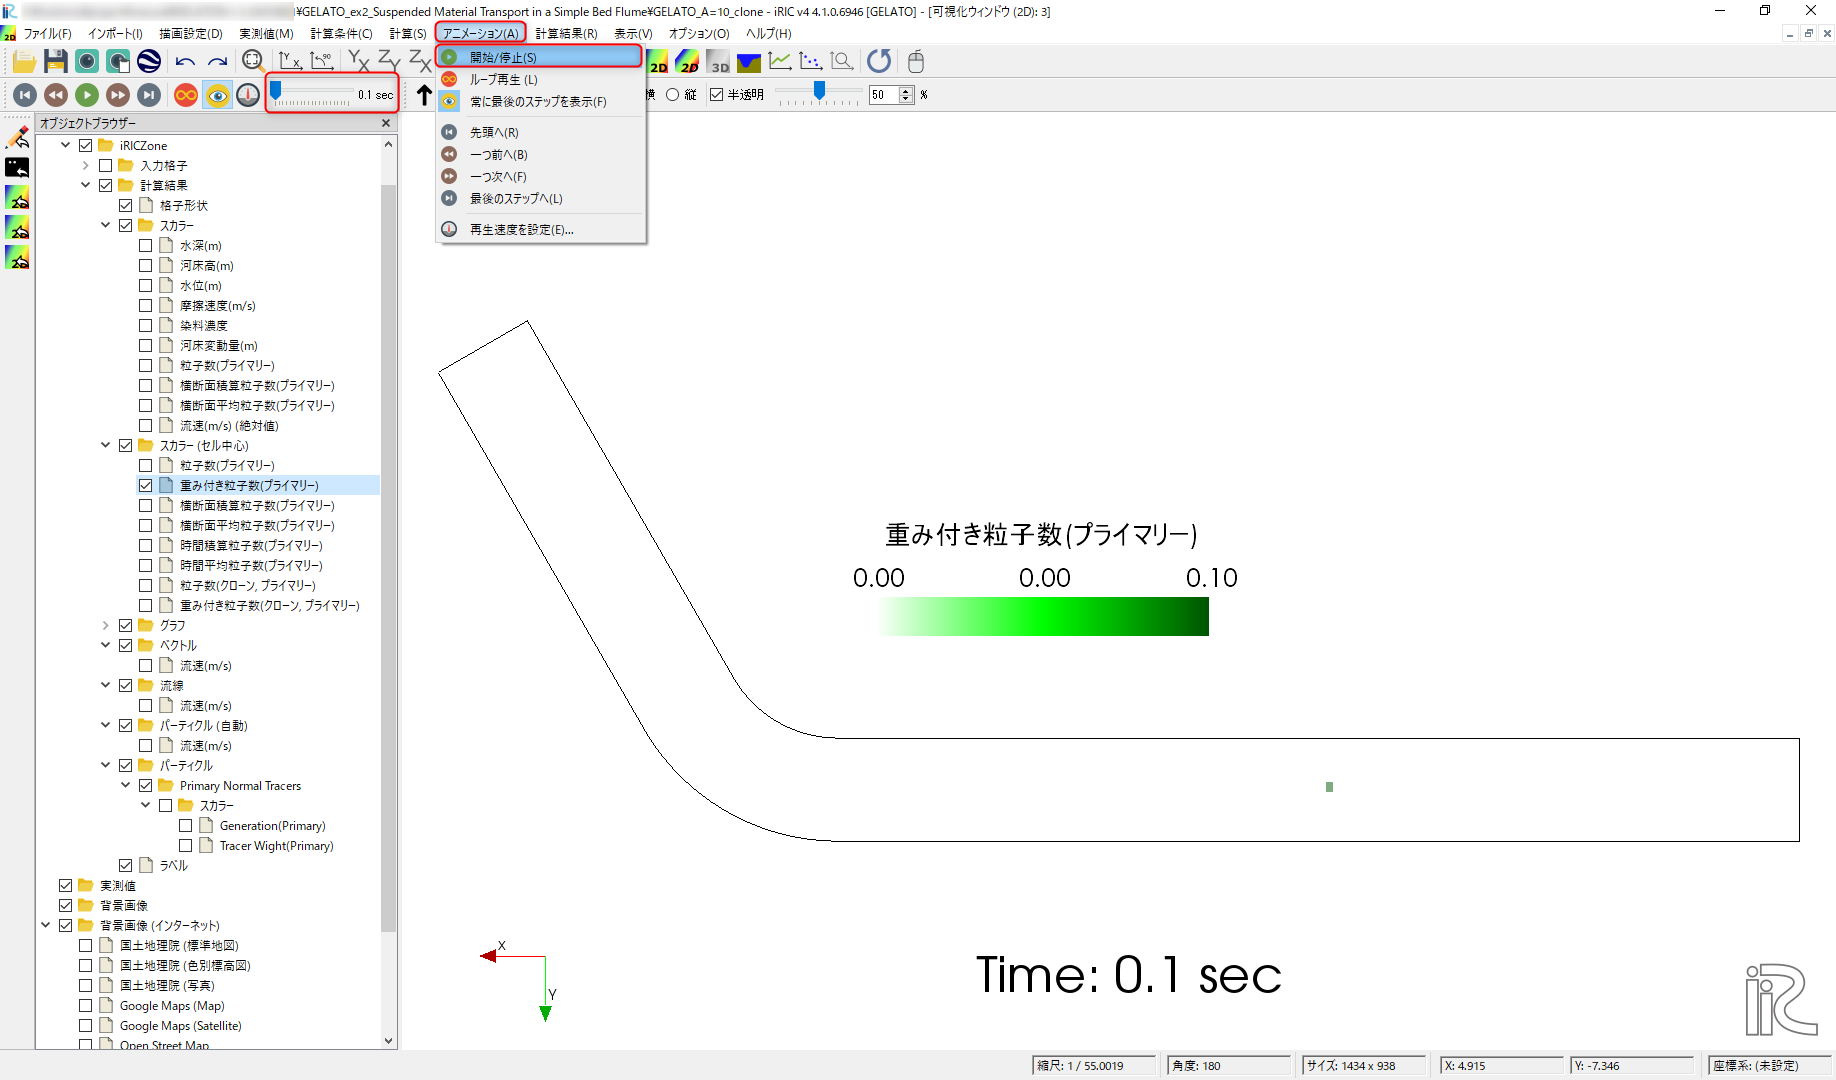 ¥GELATO_ex2_Suspended Material Transport in a Simple Bed Flume¥GELATO_A=10_clone - iRIC v4 4.1.0.6946 [GELATO] - [可視化ウィンドウ (2D): 3]
ファイル(F) インポート(I) 描画設定(D) 実測値(M) 計算条件(C) 計算(S) アニメーション(A) 計算結果(R) 表示(V) オプション(O) ヘルプ(H)
開始/停止(S)
ループ再生 (L)
常に最後のステップを表示(F)
先頭へ(R)
一つ前へ(B)
一つ次へ(F)
最後のステップへ(L)
再生速度を設定(E)...
0.1 sec
横 縦 半透明 50 %
オブジェクトブラウザー
iRICZone
入力格子
計算結果
格子形状
スカラー
水深(m)
河床高(m)
水位(m)
摩擦速度(m/s)
染料濃度
河床変動量(m)
粒子数(プライマリー)
横断面積算粒子数(プライマリー)
横断面平均粒子数(プライマリー)
流速(m/s) (絶対値)
スカラー (セル中心)
粒子数(プライマリー)
重み付き粒子数(プライマリー)
横断面積算粒子数(プライマリー)
横断面平均粒子数(プライマリー)
時間積算粒子数(プライマリー)
時間平均粒子数(プライマリー)
粒子数(クローン, プライマリー)
重み付き粒子数(クローン, プライマリー)
グラフ
ベクトル
流速(m/s)
流線
流速(m/s)
パーティクル (自動)
流速(m/s)
パーティクル
Primary Normal Tracers
スカラー
Generation(Primary)
Tracer Wight(Primary)
ラベル
実測値
背景画像
背景画像 (インターネット)
国土地理院 (標準地図)
国土地理院 (色別標高図)
国土地理院 (写真)
Google Maps (Map)
Google Maps (Satellite)
Open Street Map
重み付き粒子数(プライマリー)
0.00 0.00 0.10
X
Y
Time: 0.1 sec
iRIC
縮尺: 1 / 55.0019 角度: 180 サイズ: 1434 x 938 X: 4.915 Y: -7.346 座標系: (未設定)